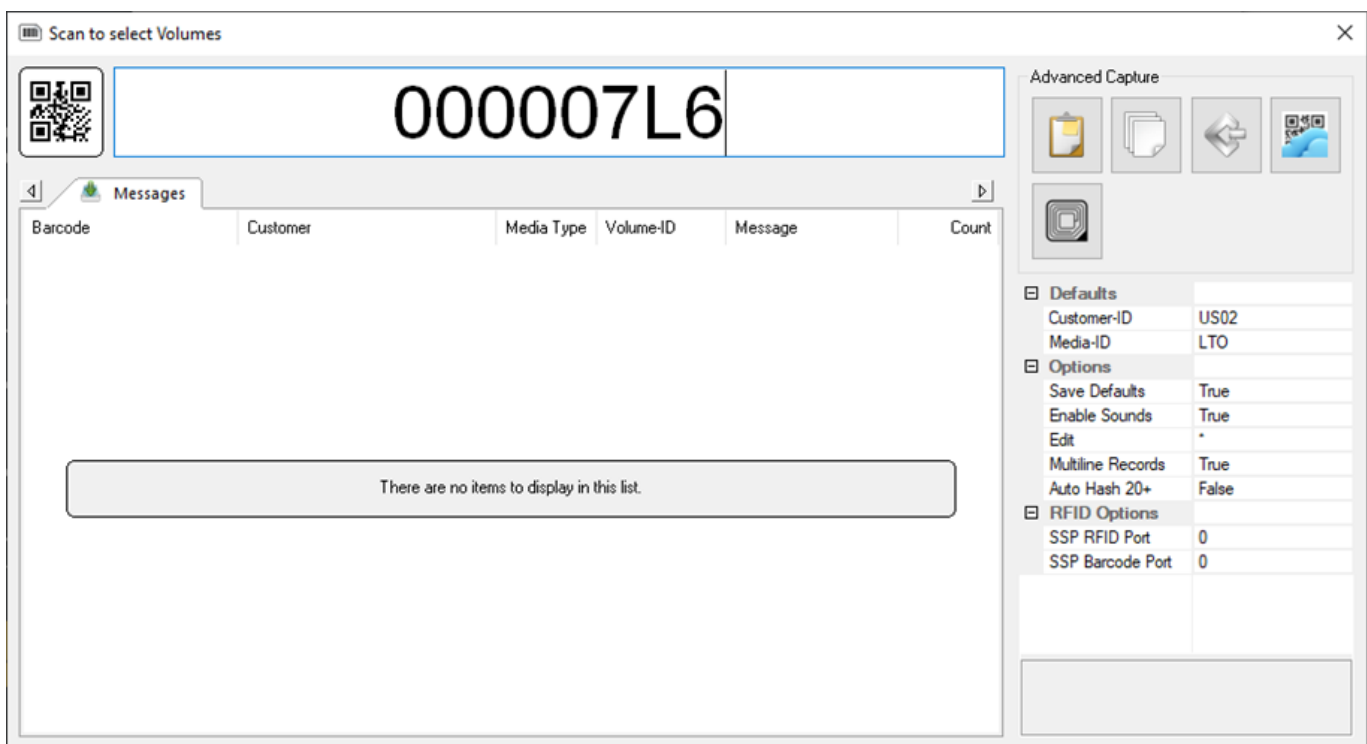 Scan to select Volumes
000007L6
Messages
Barcode Customer Media Type Volume-ID Message Count
There are no items to display in this list.
Advanced Capture
Defaults
Customer-ID US02
Media-ID LTO
Options
Save Defaults True
Enable Sounds True
Edit *
Multiline Records True
Auto Hash 20+ False
RFID Options
SSP RFID Port 0
SSP Barcode Port 0